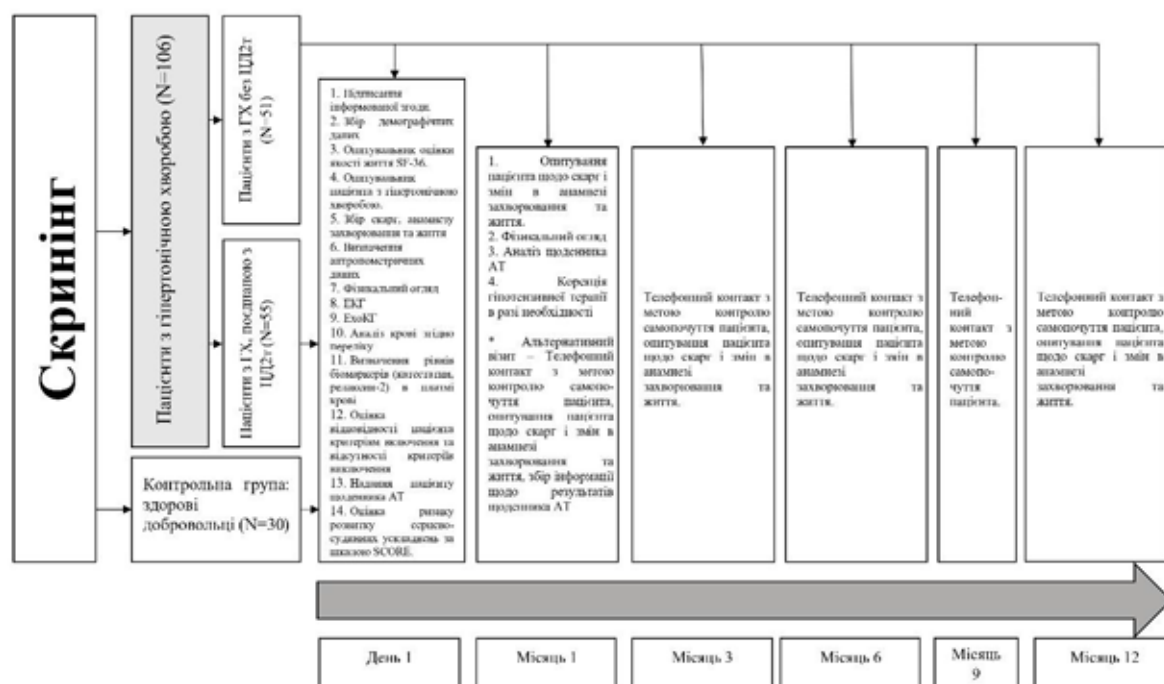 Скринінг
Пацієнти з гіпертонічною хворобою (N=106)
Пацієнти з ГХ без ЦД2т
(N=51)
Пацієнти з ГХ, поєднаною з
ЦД2т (N=55)
Контрольна група:
здорові
добровольці (N=30)
1. Підписання
інформованої згоди.
2. Збір демографічних
даних
3. Опитувальник оцінки
якості життя SF-36.
4. Опитувальник
пацієнта з гіпертонічною
хворобою.
5. Збір скарг, анамнезу
захворювання та життя
6. Визначення
антропометричних
даних
7. Фізикальний огляд
8. ЕКГ
9. ЕхоКГ
10. Аналіз крові згідно
переліку
11. Визначення рівнів
біомаркерів (катестатин,
релаксин-2) в плазмі
крові
12. Оцінка
відповідності пацієнта
критеріям включення та
відсутності критеріїв
виключення
13. Надання пацієнту
щоденника АТ
14. Оцінка ризику
розвитку серцево-
судинних ускладнень за
шкалою SCORE.
1. Опитування
пацієнта щодо скарг і
змін в анамнезі
захворювання та
життя.
2. Фізикальний огляд
3. Аналіз щоденника
АТ
4. Корекція
гіпотензивної терапії
в разі необхідності
* Альтернативний
візит – Телефонний
контакт з метою
контролю самопо-
чуття пацієнта,
опитування пацієнта
щодо скарг і змін в
анамнезі
захворювання та
життя, збір інформації
щодо результатів
щоденника АТ
Телефонний контакт з
метою контролю
самопочуття пацієнта,
опитування пацієнта
щодо скарг і змін в
анамнезі
захворювання та
життя.
Телефонний контакт з
метою контролю
самопочуття пацієнта,
опитування пацієнта
щодо скарг і змін в
анамнезі
захворювання та
життя.
Телефон-
ний
контакт з
метою
контролю
самопо-
чуття
пацієнта.
Телефонний контакт з
метою контролю
самопочуття пацієнта,
опитування пацієнта
щодо скарг і змін в
анамнезі
захворювання та
життя.
День 1
Місяць 1
Місяць 3
Місяць 6
Місяць
9
Місяць 12